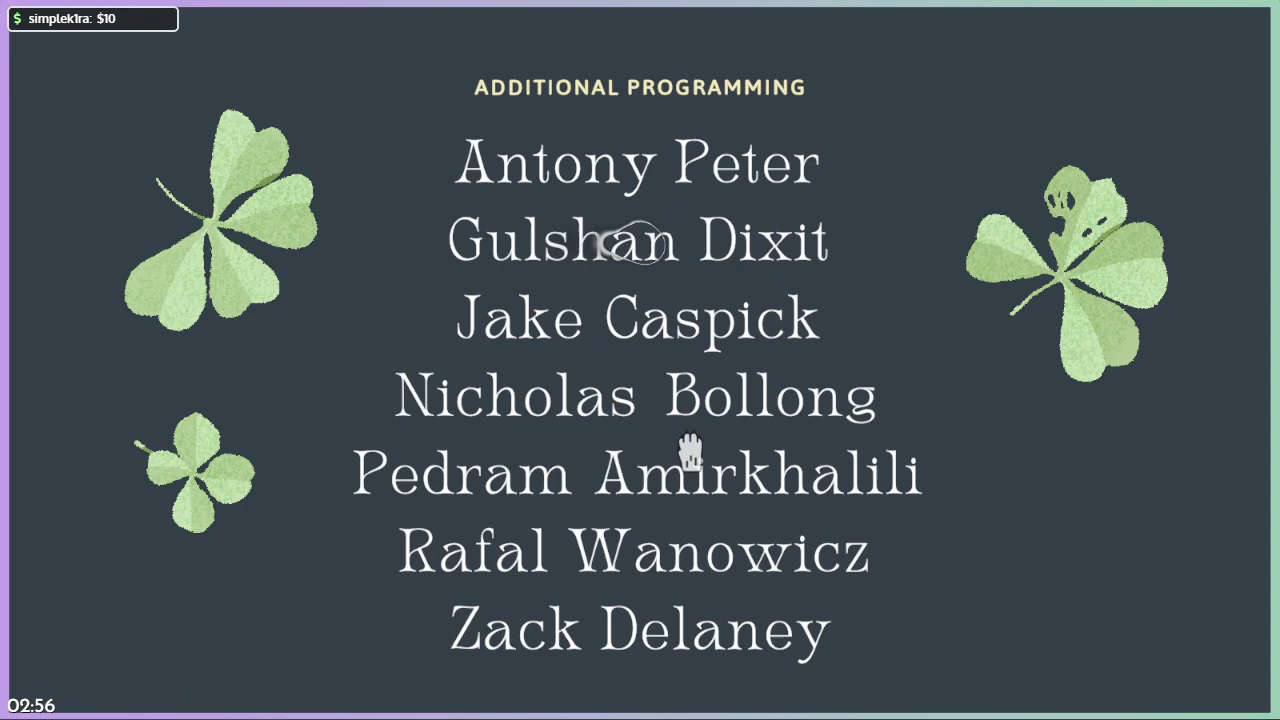 $ simplek1ra: $10
ADDITIONAL PROGRAMMING
Antony Peter
Gulshan Dixit
Jake Caspick
Nicholas Bollong
Pedram Amirkhalili
Rafal Wanowicz
Zack Delaney
02:56